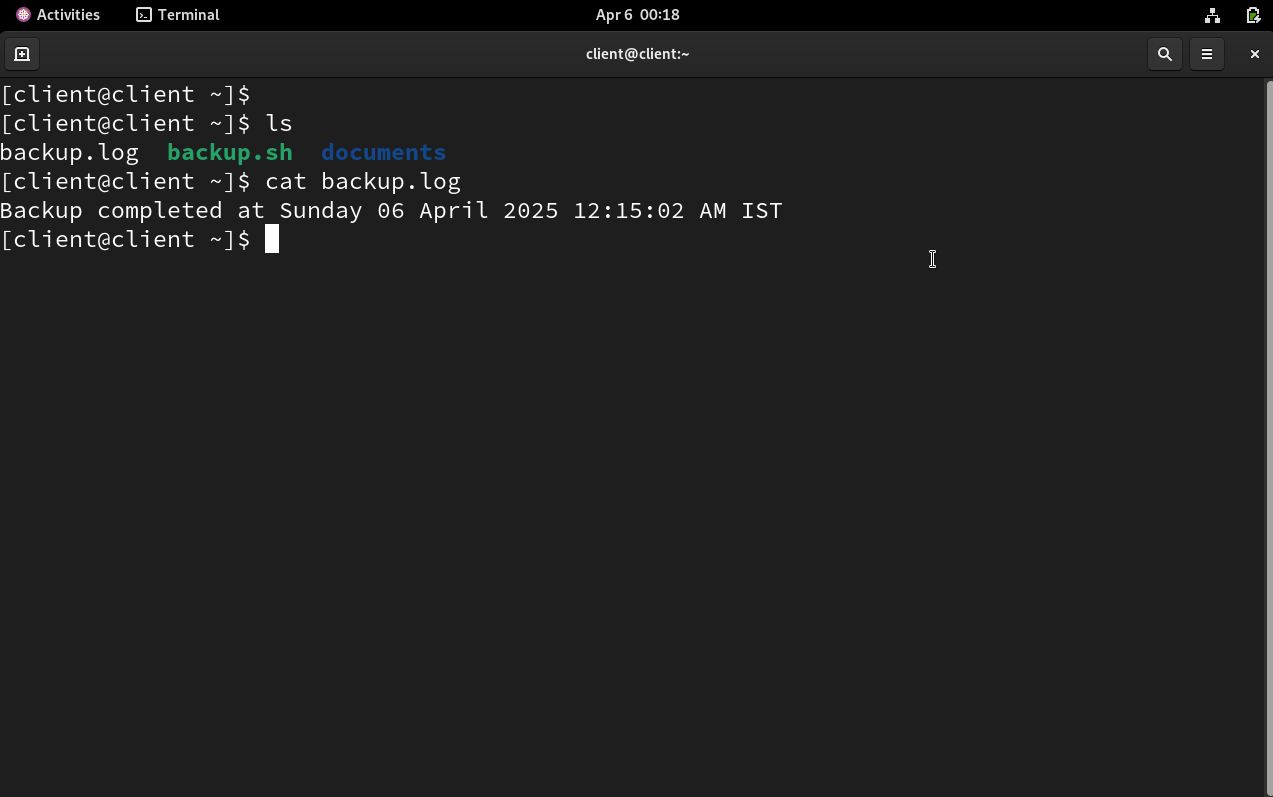 Activities Terminal Apr 6 00:18
client@client:~
[client@client ~]$
[client@client ~]$ ls
backup.log backup.sh documents
[client@client ~]$ cat backup.log
Backup completed at Sunday 06 April 2025 12:15:02 AM IST
[client@client ~]$